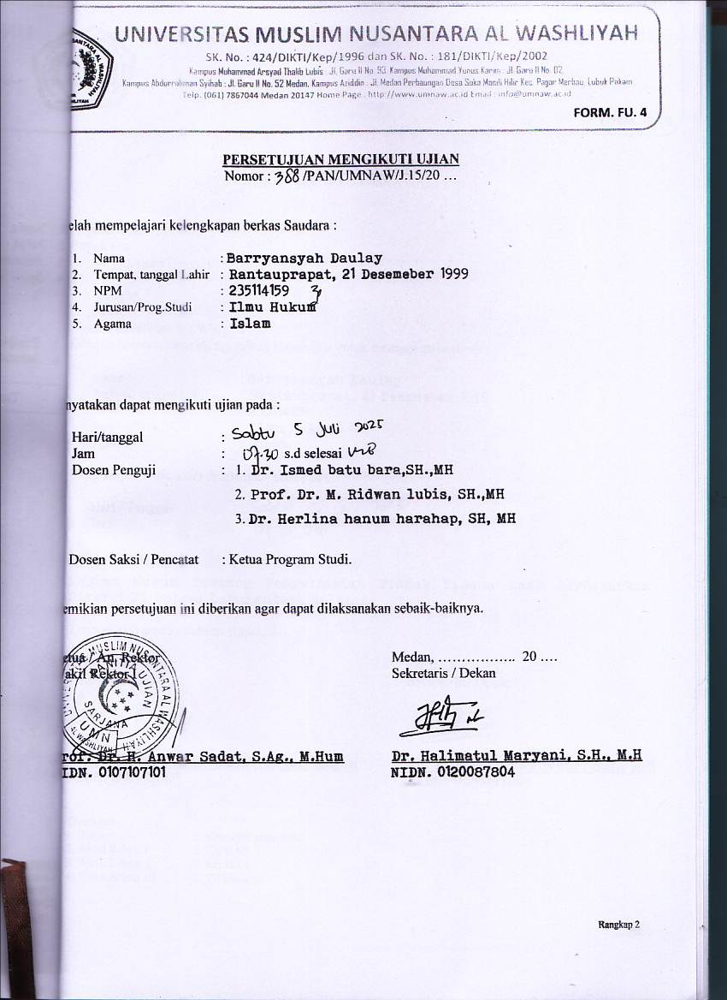 UNIVERSITAS MUSLIM NUSANTARA AL WASHLIYAH
SK. No. : 424/DIKTI/Kep/1996 dan SK. No. : 181/DIKTI/Kep/2002
Kampus Muhammad Arsyad Thalib Lubis : Jl. Garu II No. 93, Kampus Muhammad Yunus Karim : Jl. Garu II No. 02,
Kampus Abdurrahman Syihab : Jl. Garu II No. 52 Medan, Kampus Aziddin : Jl. Medan Perbaungan Desa Suka Mandi Hilir Kec. Pagar Merbau, Lubuk Pakam
Telp. (061) 7867044 Medan 20147 Home Page : http://www.umnaw.ac.id Email : info@umnaw.ac.id
FORM. FU. 4
PERSETUJUAN MENGIKUTI UJIAN
Nomor : 388 /PAN/UMNAW/J.15/20 ...
elah mempelajari kelengkapan berkas Saudara :
1. Nama : Barryansyah Daulay
2. Tempat, tanggal Lahir : Rantauprapat, 21 Desemeber 1999
3. NPM : 235114159 3
4. Jurusan/Prog.Studi : Ilmu Hukum
5. Agama : Islam
nyatakan dapat mengikuti ujian pada :
Hari/tanggal : Sabtu 5 Juli 2025
Jam : 07.30 s.d selesai WIB
Dosen Penguji : 1. Dr. Ismed batu bara,SH.,MH
2. Prof. Dr. M. Ridwan lubis, SH.,MH
3. Dr. Herlina hanum harahap, SH, MH
Dosen Saksi / Pencatat : Ketua Program Studi.
emikian persetujuan ini diberikan agar dapat dilaksanakan sebaik-baiknya.
Medan, ................. 20 ....
etua / An. Rektor
akil Rektor I
Sekretaris / Dekan
MUSLIM NUSANTARA AL WASHLIYAH
PANITIA UJIAN
SARJANA
UMN
AL WASHLIYAH
rof. Dr. H. Anwar Sadat, S.Ag., M.Hum
IDN. 0107107101
Dr. Halimatul Maryani, S.H., M.H
NIDN. 0120087804
Rangkap 2